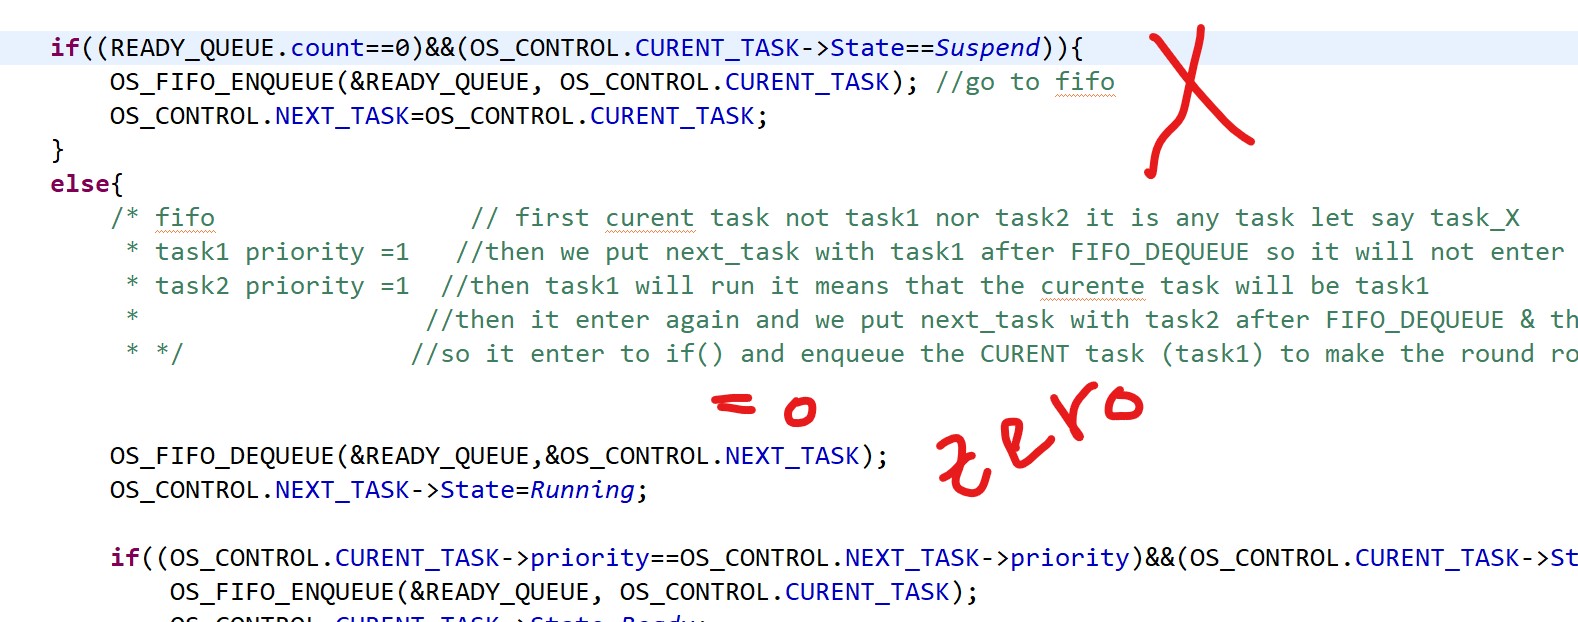 if((READY_QUEUE.count==0)&&(OS_CONTROL.CURENT_TASK->State==Suspend)){
OS_FIFO_ENQUEUE(&READY_QUEUE, OS_CONTROL.CURENT_TASK); //go to fifo
OS_CONTROL.NEXT_TASK=OS_CONTROL.CURENT_TASK;
}
else{
/* fifo // first curent task not task1 nor task2 it is any task let say task_X
* task1 priority =1 //then we put next_task with task1 after FIFO_DEQUEUE so it will not enter
* task2 priority =1 //then task1 will run it means that the curente task will be task1
* //then it enter again and we put next_task with task2 after FIFO_DEQUEUE & th
* */ //so it enter to if() and enqueue the CURENT task (task1) to make the round ro
= 0 zero
OS_FIFO_DEQUEUE(&READY_QUEUE,&OS_CONTROL.NEXT_TASK);
OS_CONTROL.NEXT_TASK->State=Running;
if((OS_CONTROL.CURENT_TASK->priority==OS_CONTROL.NEXT_TASK->priority)&&(OS_CONTROL.CURENT_TASK->St
OS_FIFO_ENQUEUE(&READY_QUEUE, OS_CONTROL.CURENT_TASK);
OS_CONTROL.CURENT_TASK->State=Ready;